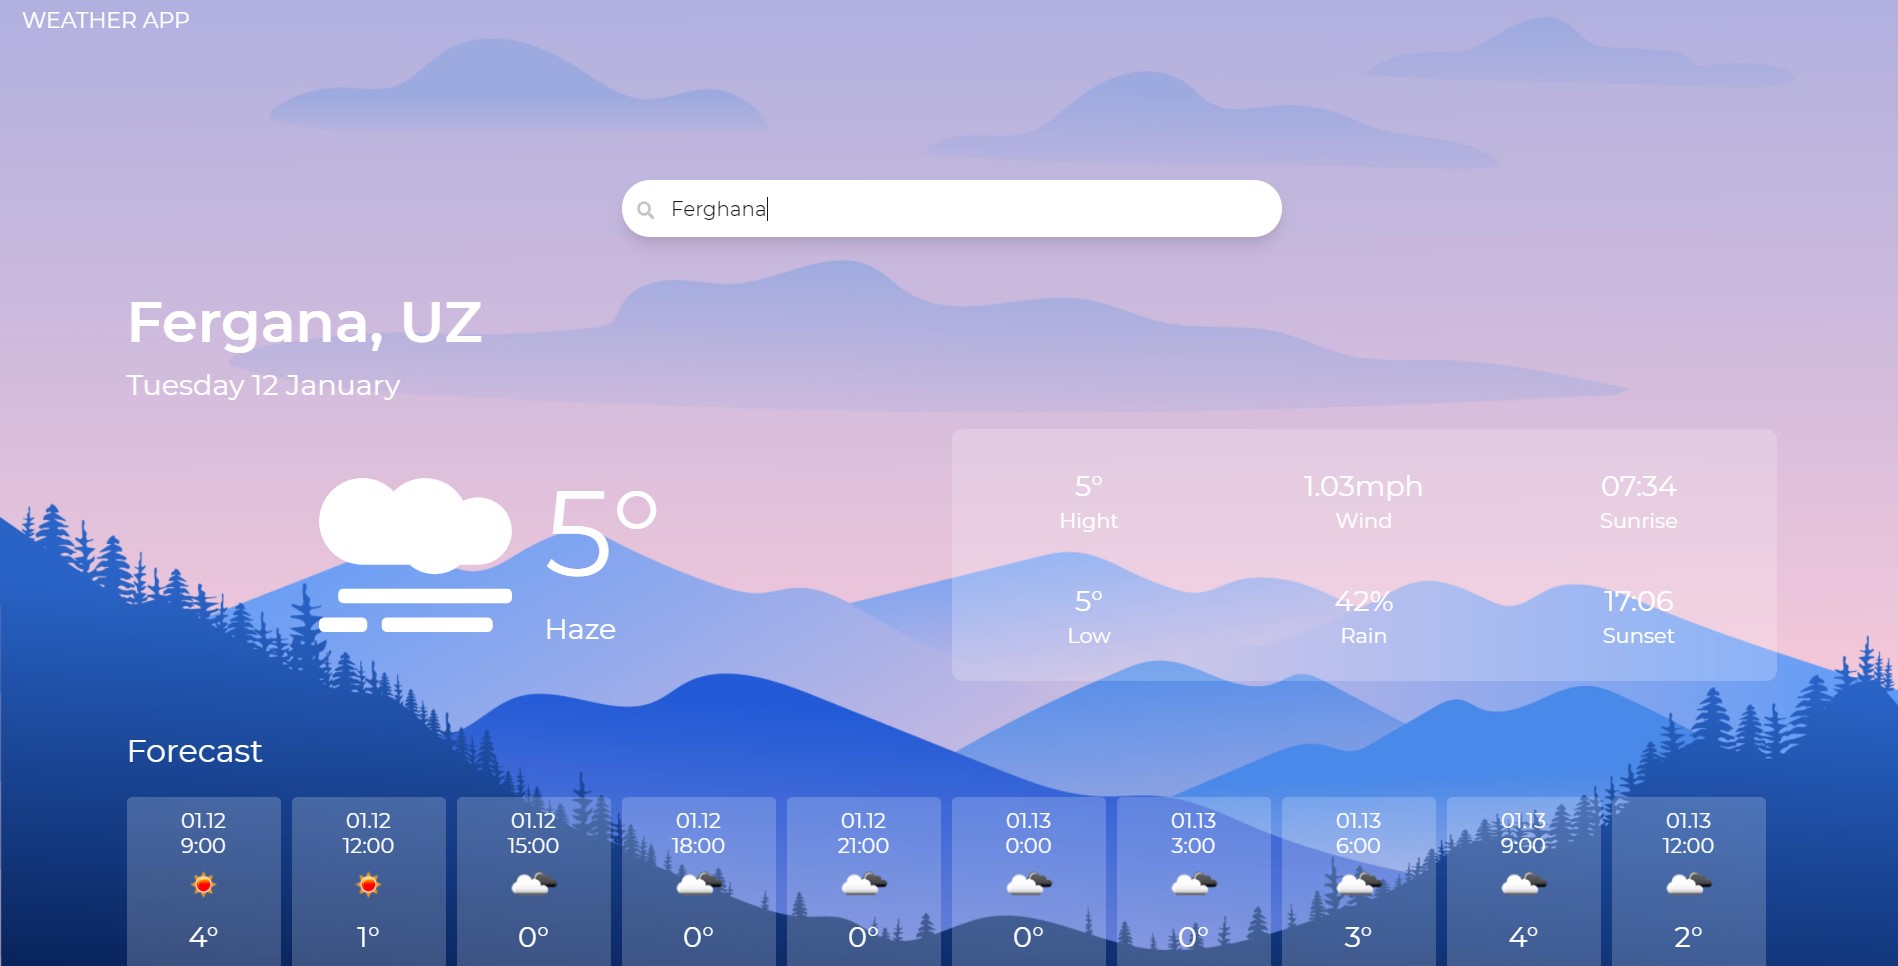 WEATHER APP
Ferghana
Fergana, UZ
Tuesday 12 January
5°
Haze
5° 1.03mph 07:34
Hight Wind Sunrise
5° 42% 17:06
Low Rain Sunset
Forecast
01.12 01.12 01.12 01.12 01.12 01.13 01.13 01.13 01.13 01.13
9:00 12:00 15:00 18:00 21:00 0:00 3:00 6:00 9:00 12:00
4° 1° 0° 0° 0° 0° 0° 3° 4° 2°